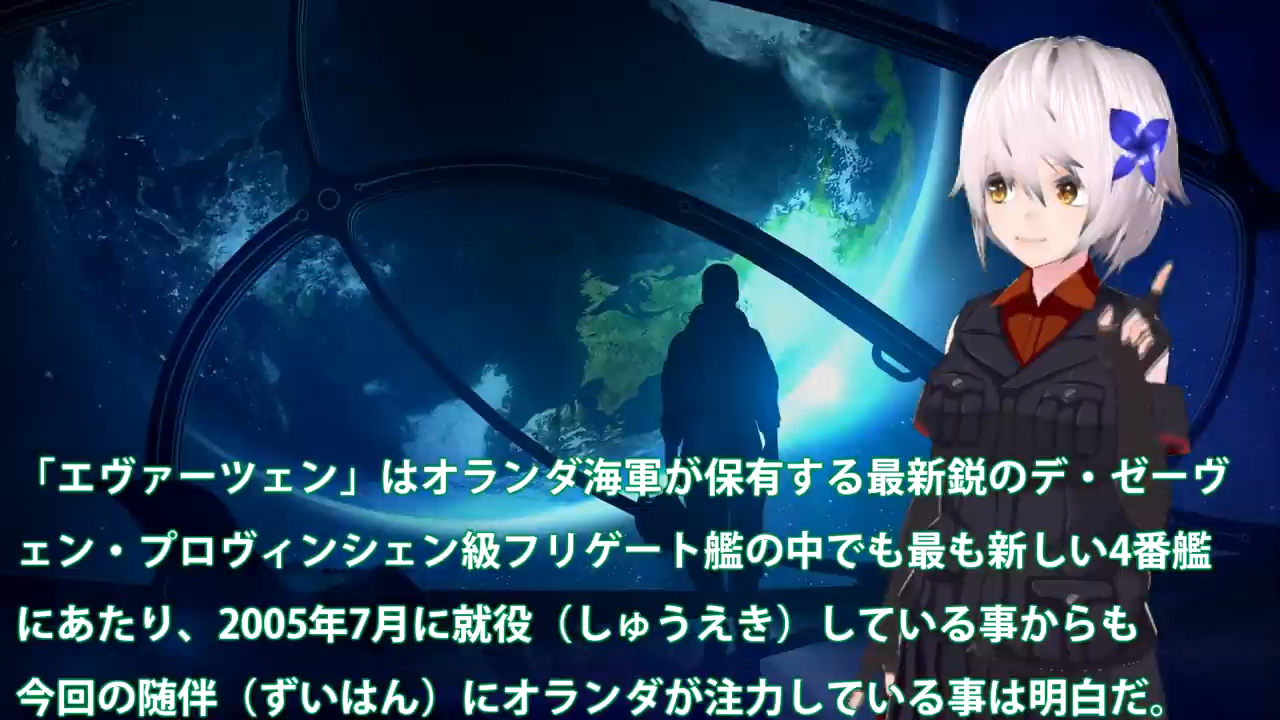 「エヴァーツェン」はオランダ海軍が保有する最新鋭のデ・ゼーヴ
ェン・プロヴィンシェン級フリゲート艦の中でも最も新しい4番艦
にあたり、2005年7月に就役（しゅうえき）している事からも
今回の随伴（ずいはん）にオランダが注力している事は明白だ。